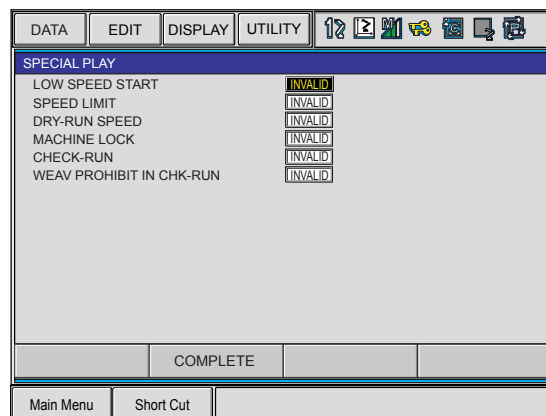 DATA EDIT DISPLAY UTILITY
SPECIAL PLAY
LOW SPEED START INVALID
SPEED LIMIT INVALID
DRY-RUN SPEED INVALID
MACHINE LOCK INVALID
CHECK-RUN INVALID
WEAV PROHIBIT IN CHK-RUN INVALID
COMPLETE
Main Menu Short Cut